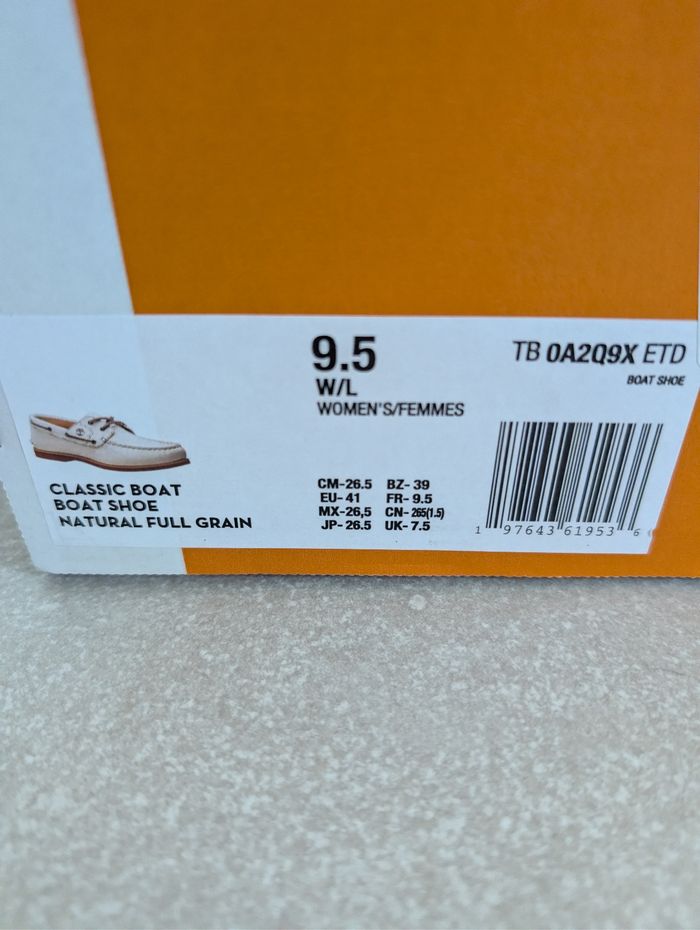 9.5
W/L
WOMEN'S/FEMMES
TB 0A2Q9X ETD
BOAT SHOE
CLASSIC BOAT
BOAT SHOE
NATURAL FULL GRAIN
CM-26.5 BZ-39
EU-41 FR-9.5
MX-26,5 CN-265(1.5)
JP-26.5 UK-7.5
1 97643 61953 6